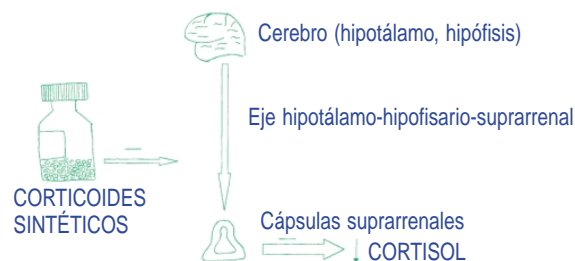 Cerebro (hipotálamo, hipófisis)
Eje hipotálamo-hipofisario-suprarrenal
CORTICOIDES
SINTÉTICOS
Cápsulas suprarrenales
↓ CORTISOL